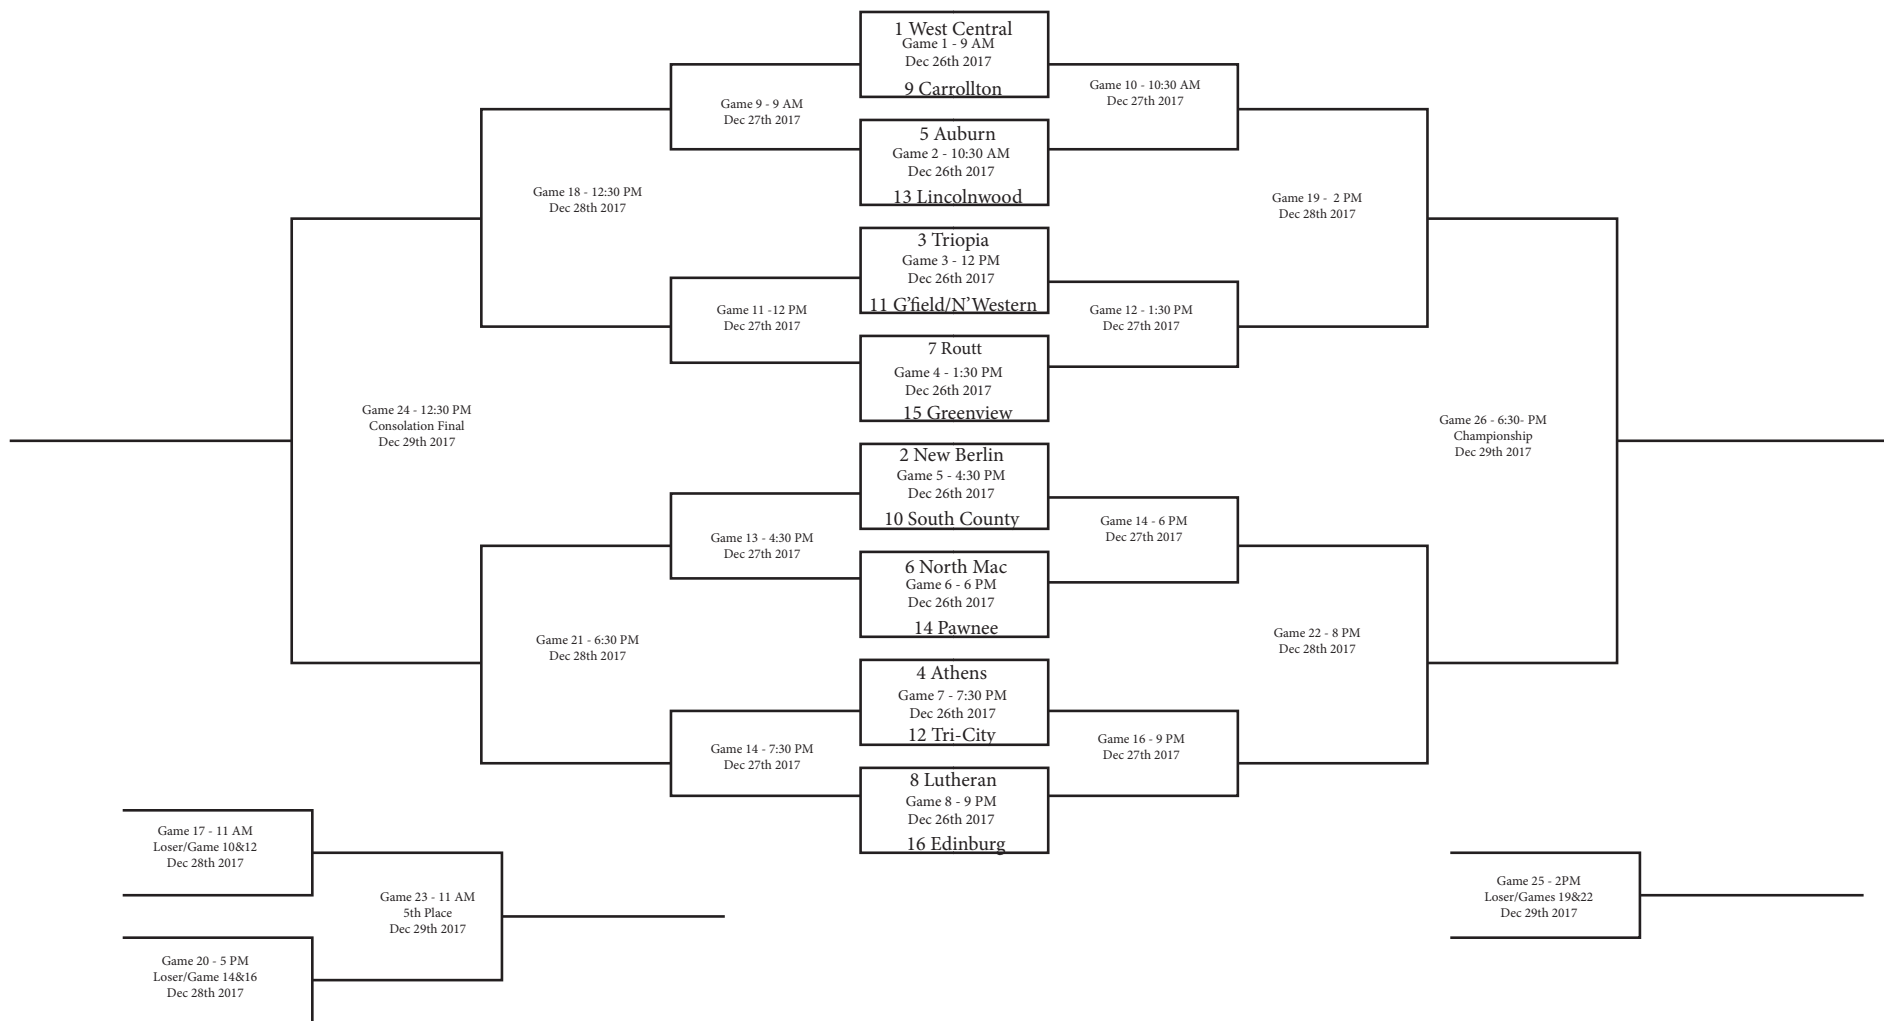 1 West Central
Game 1 - 9 AM
Dec 26th 2017
9 Carrollton
5 Auburn
Game 2 - 10:30 AM
Dec 26th 2017
13 Lincolnwood
3 Triopia
Game 3 - 12 PM
Dec 26th 2017
11 G'field/N'Western
7 Routt
Game 4 - 1:30 PM
Dec 26th 2017
15 Greenview
2 New Berlin
Game 5 - 4:30 PM
Dec 26th 2017
10 South County
6 North Mac
Game 6 - 6 PM
Dec 26th 2017
14 Pawnee
4 Athens
Game 7 - 7:30 PM
Dec 26th 2017
12 Tri-City
8 Lutheran
Game 8 - 9 PM
Dec 26th 2017
16 Edinburg
Game 9 - 9 AM
Dec 27th 2017
Game 11 -12 PM
Dec 27th 2017
Game 13 - 4:30 PM
Dec 27th 2017
Game 14 - 7:30 PM
Dec 27th 2017
Game 18 - 12:30 PM
Dec 28th 2017
Game 21 - 6:30 PM
Dec 28th 2017
Game 24 - 12:30 PM
Consolation Final
Dec 29th 2017
Game 10 - 10:30 AM
Dec 27th 2017
Game 12 - 1:30 PM
Dec 27th 2017
Game 14 - 6 PM
Dec 27th 2017
Game 16 - 9 PM
Dec 27th 2017
Game 19 - 2 PM
Dec 28th 2017
Game 22 - 8 PM
Dec 28th 2017
Game 26 - 6:30- PM
Championship
Dec 29th 2017
Game 17 - 11 AM
Loser/Game 10&12
Dec 28th 2017
Game 23 - 11 AM
5th Place
Dec 29th 2017
Game 20 - 5 PM
Loser/Game 14&16
Dec 28th 2017
Game 25 - 2PM
Loser/Games 19&22
Dec 29th 2017